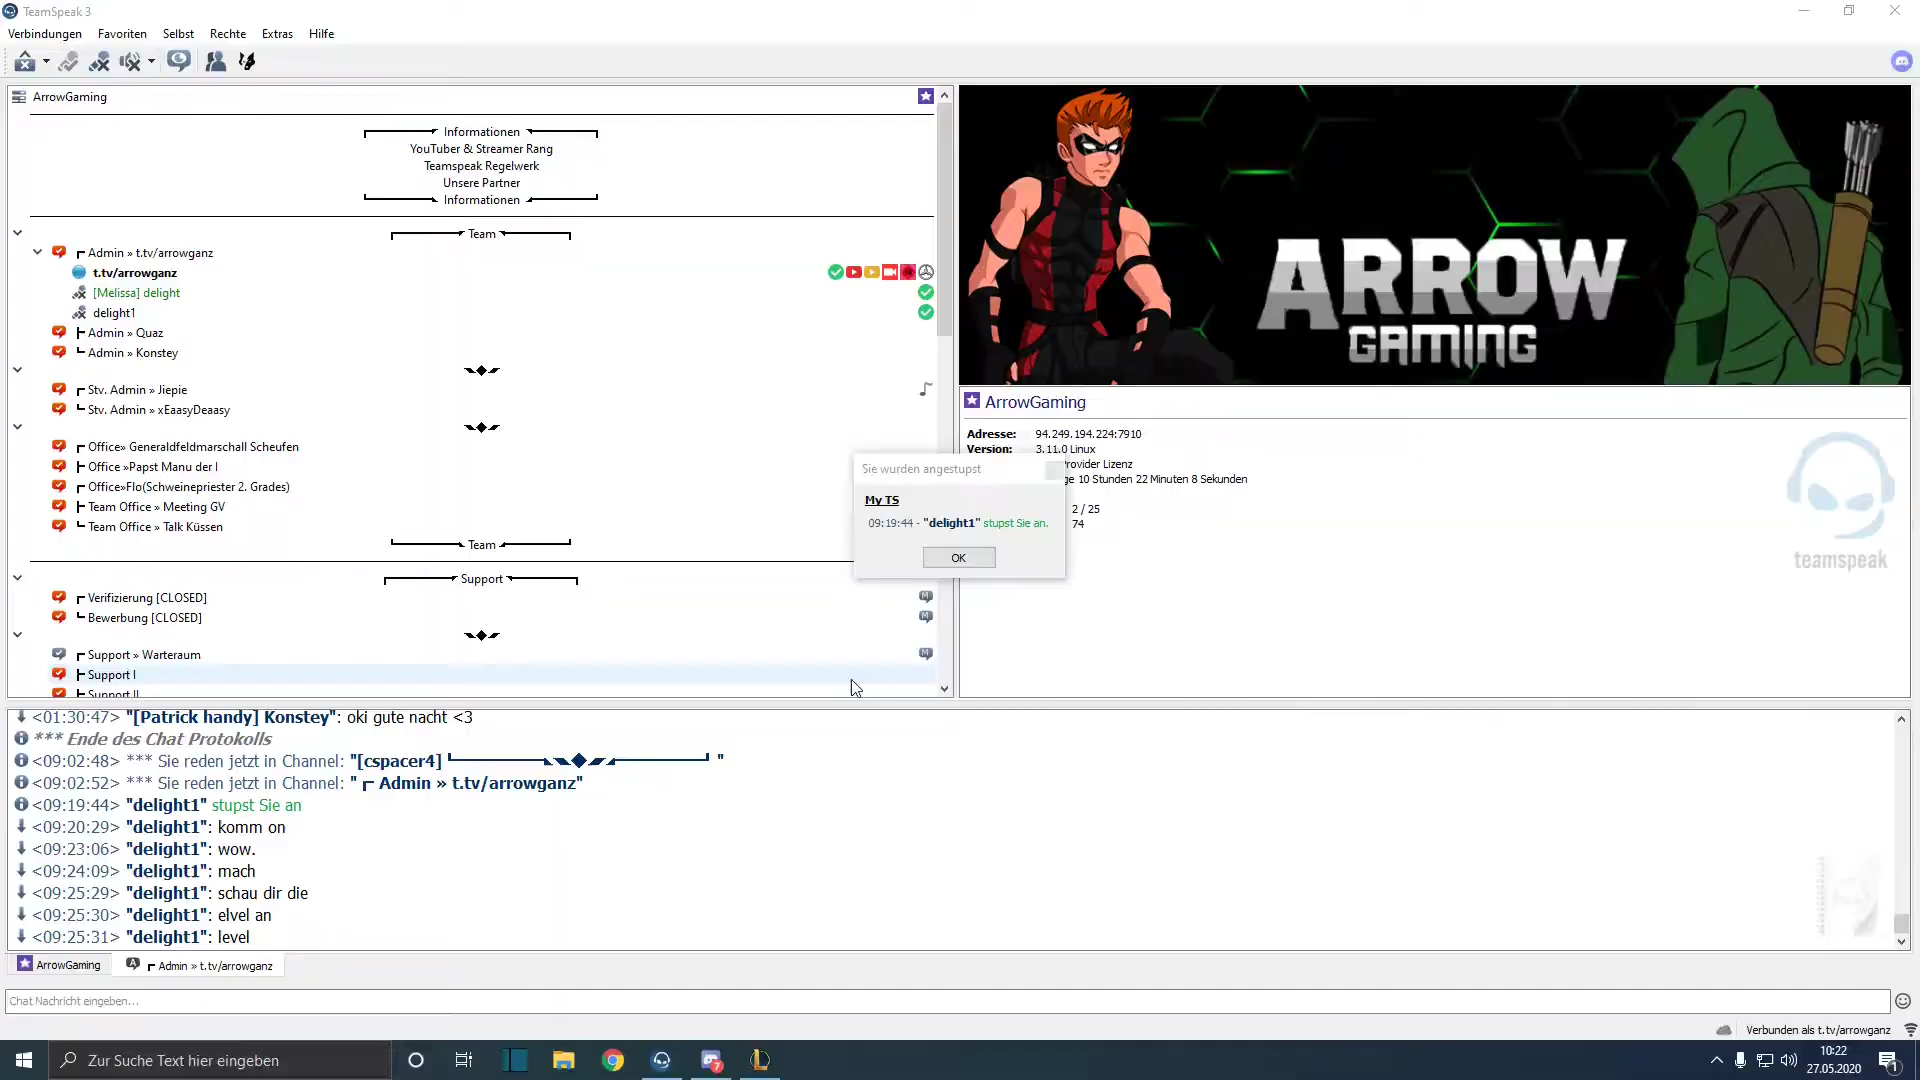 TeamSpeak 3
Verbindungen Favoriten Selbst Rechte Extras Hilfe
ArrowGaming
Informationen
YouTuber & Streamer Rang
Teamspeak Regelwerk
Unsere Partner
Informationen
Team
Admin » t.tv/arrowganz
t.tv/arrowganz
[Melissa] delight
delight1
Admin » Quaz
Admin » Konstey
Stv. Admin » Jiepie
Stv. Admin » xEaasyDeaasy
Office» Generaldfeldmarschall Scheufen
Office »Papst Manu der I
Office»Flo(Schweinepriester 2. Grades)
Team Office » Meeting GV
Team Office » Talk Küssen
Team
Support
Verifizierung [CLOSED]
M
Bewerbung [CLOSED]
M
Support » Warteraum
M
Support I
Support II
ARROW
GAMING
ArrowGaming
Adresse: 94.249.194.224:7910
Version: 3.11.0 Linux
rovider Lizenz
ge 10 Stunden 22 Minuten 8 Sekunden
2 / 25
74
teamspeak
Sie wurden angestupst
My TS
09:19:44 - "delight1" stupst Sie an.
OK
<01:30:47> "[Patrick handy] Konstey": oki gute nacht <3
*** Ende des Chat Protokolls
<09:02:48> *** Sie reden jetzt in Channel: "[cspacer4] ┗━━━━━━━◥◣◆◢◤━━━━━━━┛ "
<09:02:52> *** Sie reden jetzt in Channel: " ┏ Admin » t.tv/arrowganz"
<09:19:44> "delight1" stupst Sie an
<09:20:29> "delight1": komm on
<09:23:06> "delight1": wow.
<09:24:09> "delight1": mach
<09:25:29> "delight1": schau dir die
<09:25:30> "delight1": elvel an
<09:25:31> "delight1": level
ArrowGaming
A ┏ Admin » t.tv/arrowganz
Chat Nachricht eingeben...
Verbunden als t.tv/arrowganz
Zur Suche Text hier eingeben
7
10:22
27.05.2020
1